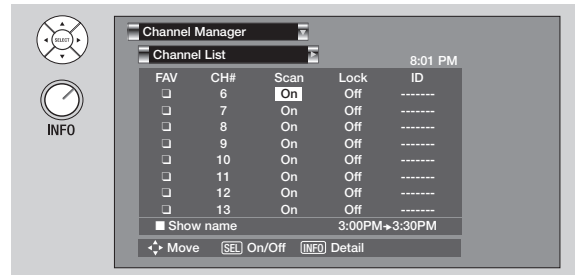 SELECT
INFO
Channel Manager
Channel List
8:01 PM
FAV CH# Scan Lock ID
❏ 6 On Off -------
❏ 7 On Off -------
❏ 8 On Off -------
❏ 9 On Off -------
❏ 10 On Off -------
❏ 11 On Off -------
❏ 12 On Off -------
❏ 13 On Off -------
■ Show name 3:00PM➔3:30PM
Move SEL On/Off INFO Detail